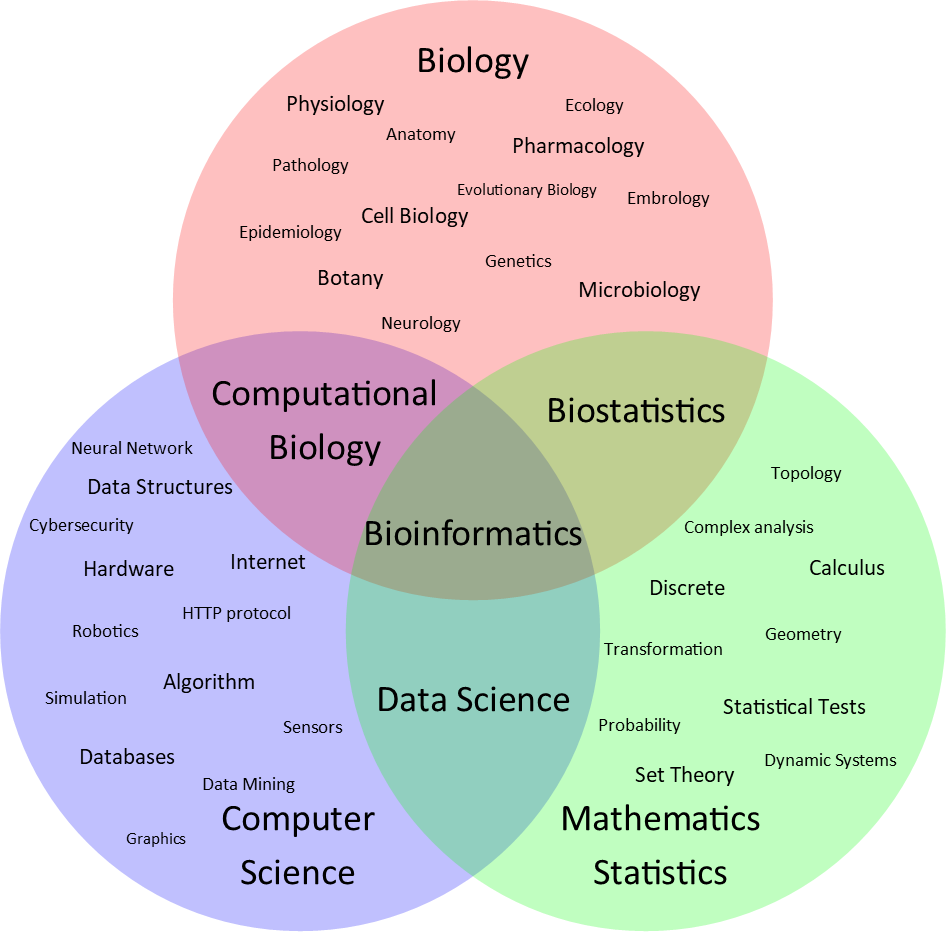 Biology
Physiology
Ecology
Anatomy
Pharmacology
Pathology
Evolutionary Biology
Embrology
Cell Biology
Epidemiology
Genetics
Botany
Microbiology
Neurology
Computational
Biology
Biostatistics
Neural Network
Data Structures
Cybersecurity
Hardware
Internet
HTTP protocol
Robotics
Algorithm
Simulation
Sensors
Databases
Data Mining
Graphics
Computer
Science
Bioinformatics
Data Science
Topology
Complex analysis
Calculus
Discrete
Geometry
Transformation
Statistical Tests
Probability
Dynamic Systems
Set Theory
Mathematics
Statistics